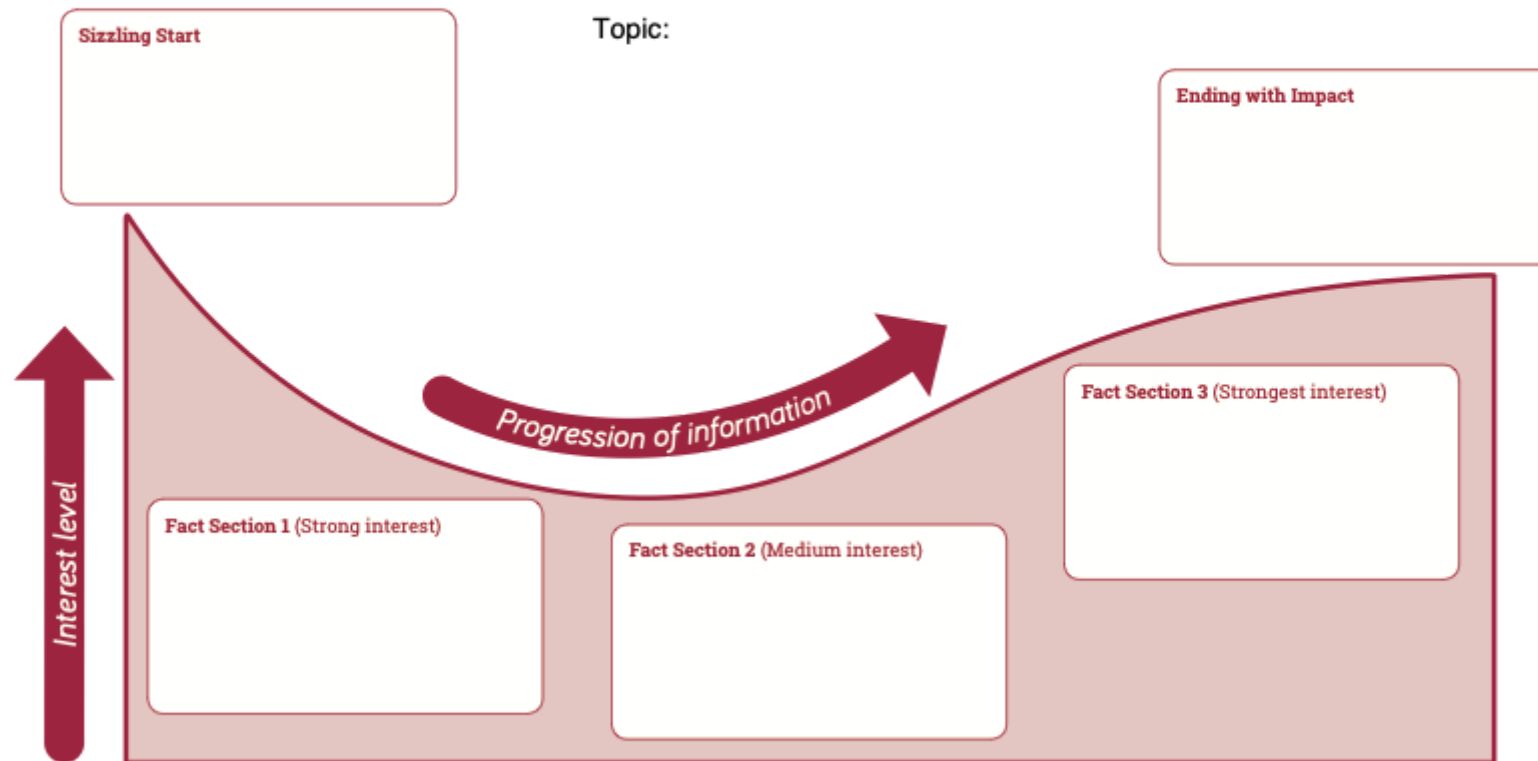 Sizzling Start
Topic:
Ending with Impact
Interest level
Progression of information
Fact Section 1 (Strong interest)
Fact Section 2 (Medium interest)
Fact Section 3 (Strongest interest)